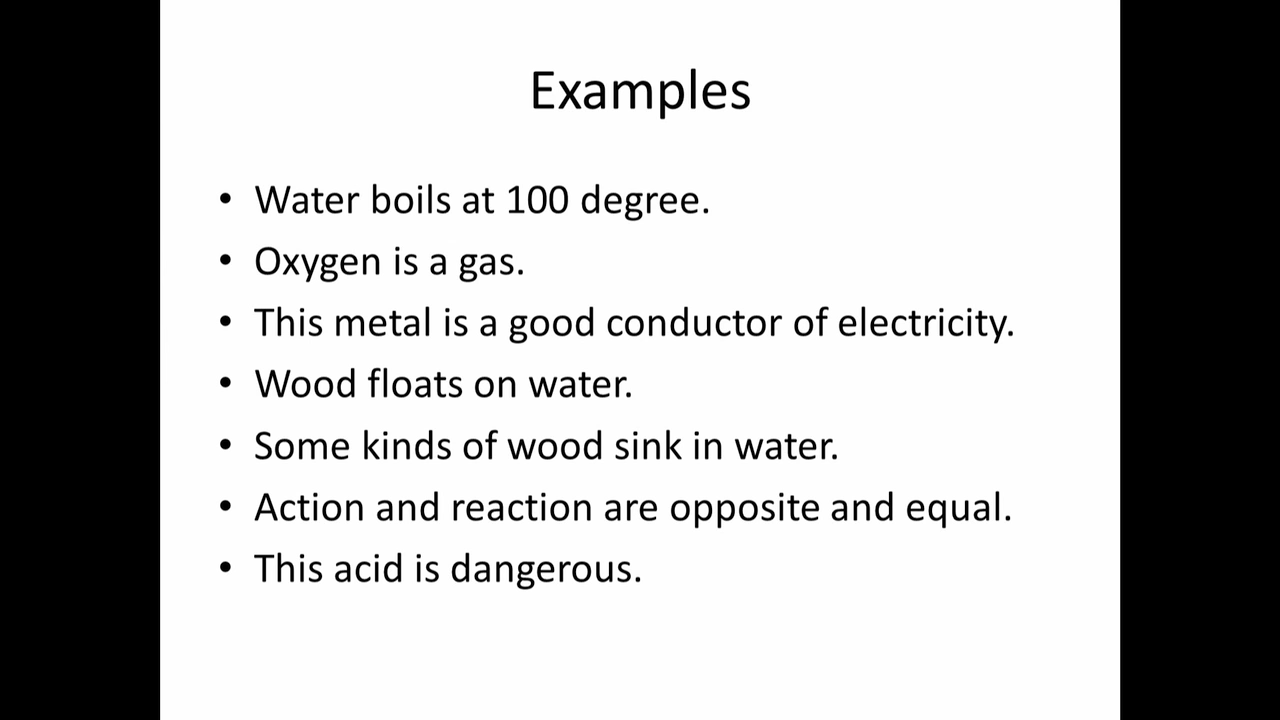 Examples
• Water boils at 100 degree.
• Oxygen is a gas.
• This metal is a good conductor of electricity.
• Wood floats on water.
• Some kinds of wood sink in water.
• Action and reaction are opposite and equal.
• This acid is dangerous.